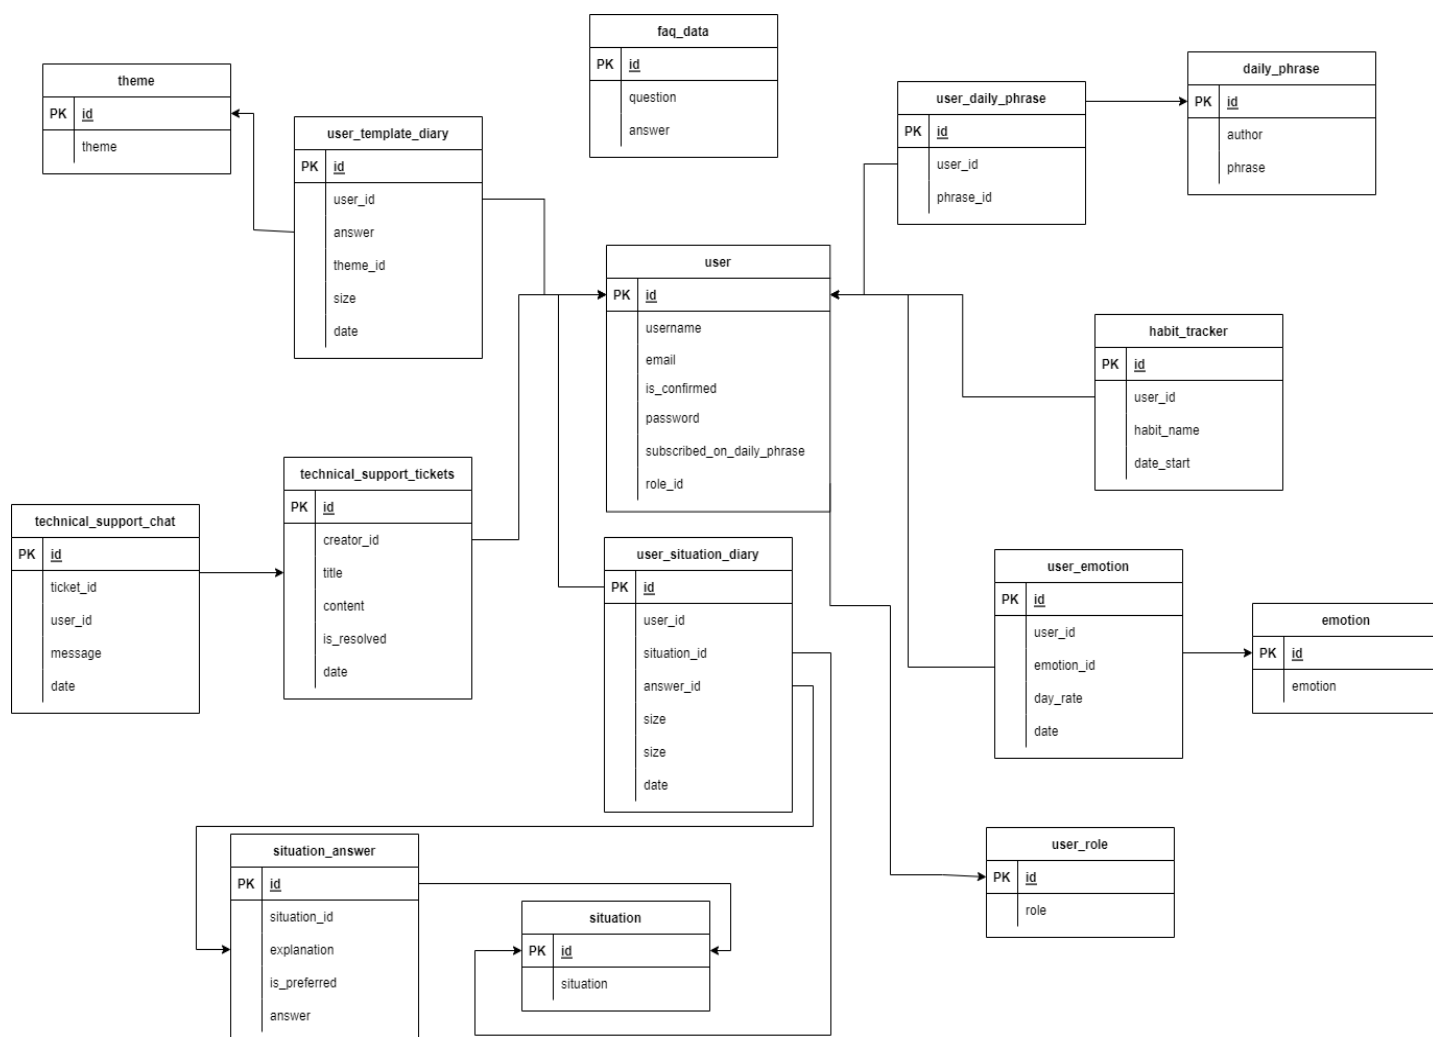 faq_data
PK id
question
answer
theme
PK id
theme
user_template_diary
PK id
user_id
answer
theme_id
size
date
user_daily_phrase
PK id
user_id
phrase_id
daily_phrase
PK id
author
phrase
user
PK id
username
email
is_confirmed
password
subscribed_on_daily_phrase
role_id
habit_tracker
PK id
user_id
habit_name
date_start
technical_support_chat
PK id
ticket_id
user_id
message
date
technical_support_tickets
PK id
creator_id
title
content
is_resolved
date
user_situation_diary
PK id
user_id
situation_id
answer_id
size
size
date
user_emotion
PK id
user_id
emotion_id
day_rate
date
emotion
PK id
emotion
situation_answer
PK id
situation_id
explanation
is_preferred
answer
situation
PK id
situation
user_role
PK id
role